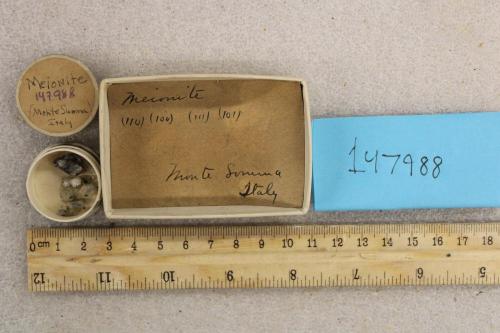 Meionite
147988
(Monte Somma)
Italy
Meionite
(110) (100) (111) (101)
Monte Somma
Italy
147988
0 1 2 3 4 5 6 7 8 9 10 11 12 13 14 15 16 17 18
cm
12 11 10 9 8 7 6 5